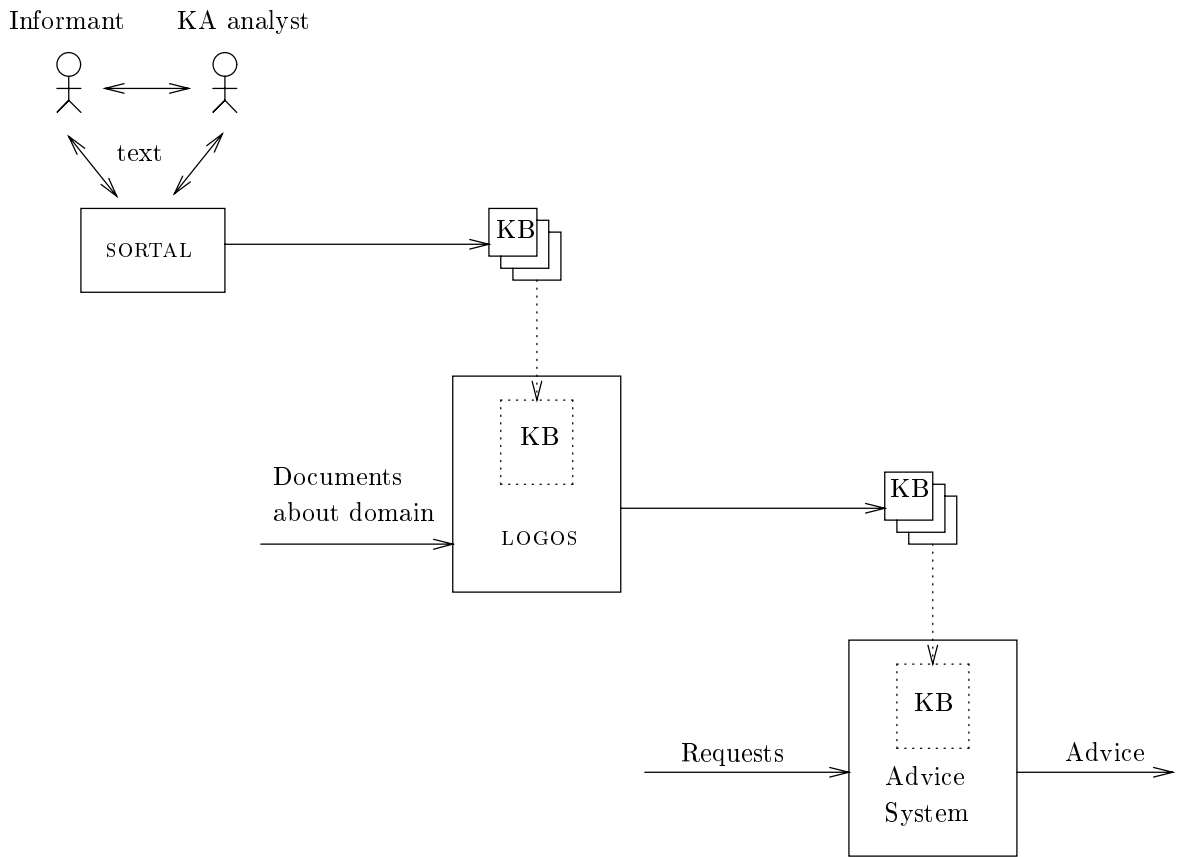 Informant
KA analyst
text
SORTAL
KB
KB
Documents
about domain
LOGOS
KB
KB
Requests
Advice
System
Advice